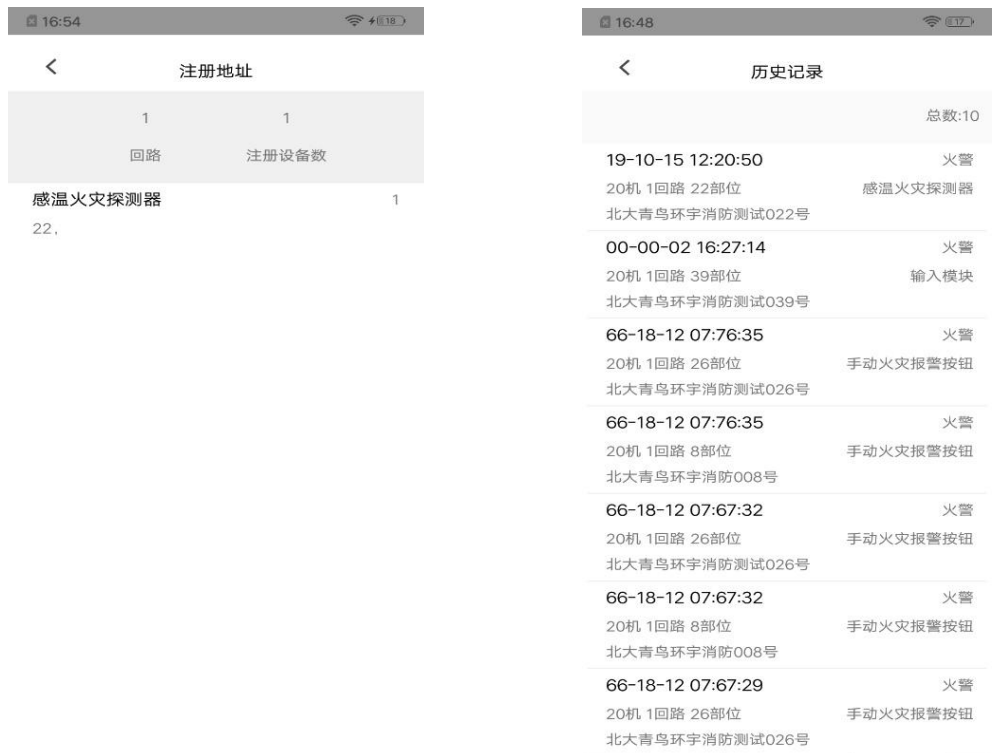 16:54
18
注册地址
1 1
回路 注册设备数
感温火灾探测器 1
22,
16:48
17
历史记录
总数:10
19-10-15 12:20:50 火警
20机 1回路 22部位 感温火灾探测器
北大青鸟环宇消防测试022号
00-00-02 16:27:14 火警
20机 1回路 39部位 输入模块
北大青鸟环宇消防测试039号
66-18-12 07:76:35 火警
20机 1回路 26部位 手动火灾报警按钮
北大青鸟环宇消防测试026号
66-18-12 07:76:35 火警
20机 1回路 8部位 手动火灾报警按钮
北大青鸟环宇消防008号
66-18-12 07:67:32 火警
20机 1回路 26部位 手动火灾报警按钮
北大青鸟环宇消防测试026号
66-18-12 07:67:32 火警
20机 1回路 8部位 手动火灾报警按钮
北大青鸟环宇消防008号
66-18-12 07:67:29 火警
20机 1回路 26部位 手动火灾报警按钮
北大青鸟环宇消防测试026号